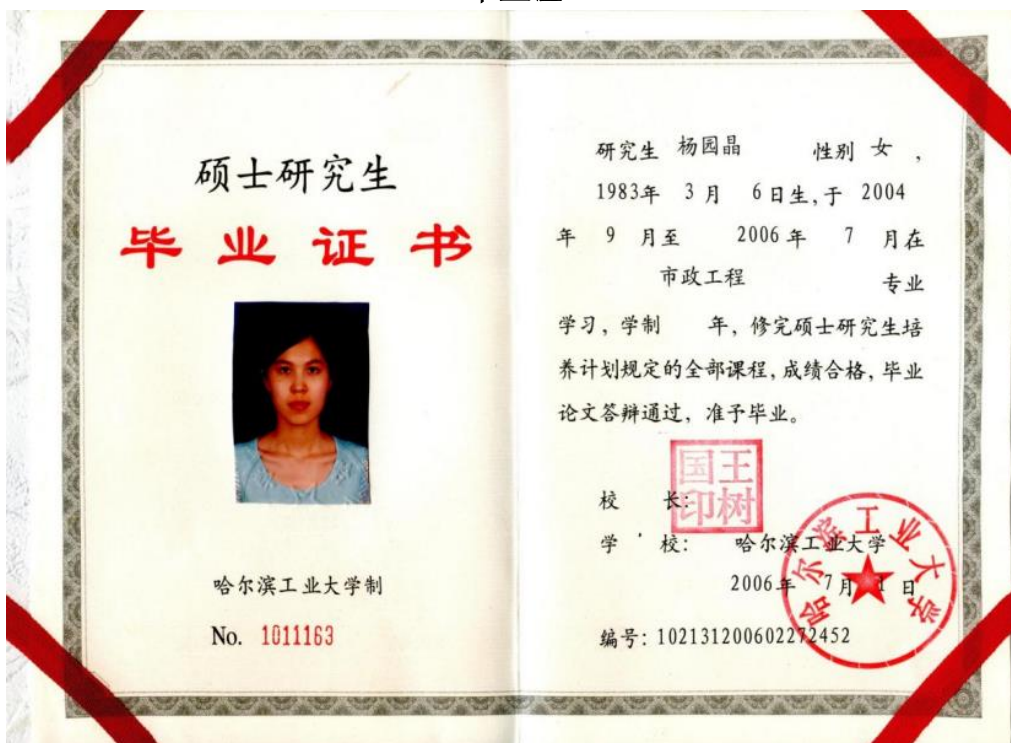 硕士研究生
毕业证书
哈尔滨工业大学制
No. 1011163
研究生 杨园晶 性别 女，
1983年 3月 6日生，于 2004
年 9 月至 2006年 7 月在
市政工程 专业
学习，学制 年，修完硕士研究生培
养计划规定的全部课程，成绩合格，毕业
论文答辩通过，准予毕业。
校 长：
王树国印
学 校： 哈尔滨工业大学
2006年 7月 日
编号：102131200602272452
哈尔滨工业大学